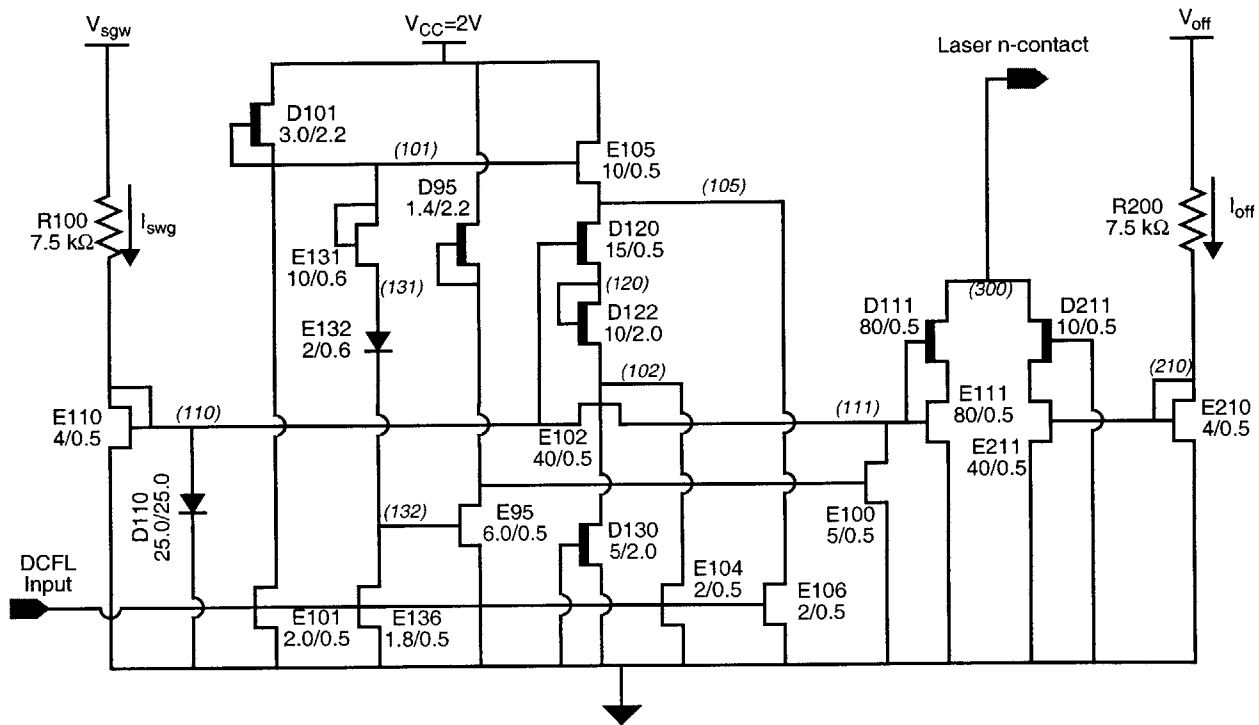 V_sgw
V_CC=2V
V_off
Laser n-contact
D101
3.0/2.2
(101)
E105
10/0.5
D95
1.4/2.2
(105)
R100
7.5 kΩ
I_swg
E131
10/0.6
(131)
D120
15/0.5
R200
7.5 kΩ
I_off
(120)
D122
10/2.0
(300)
D111
80/0.5
D211
10/0.5
E132
2/0.6
(102)
(210)
E110
4/0.5
(110)
E102
40/0.5
(111)
E111
80/0.5
E211
40/0.5
E210
4/0.5
D110
25.0/25.0
(132)
E95
6.0/0.5
D130
5/2.0
E100
5/0.5
DCFL
Input
E104
2/0.5
E106
2/0.5
E101
2.0/0.5
E136
1.8/0.5